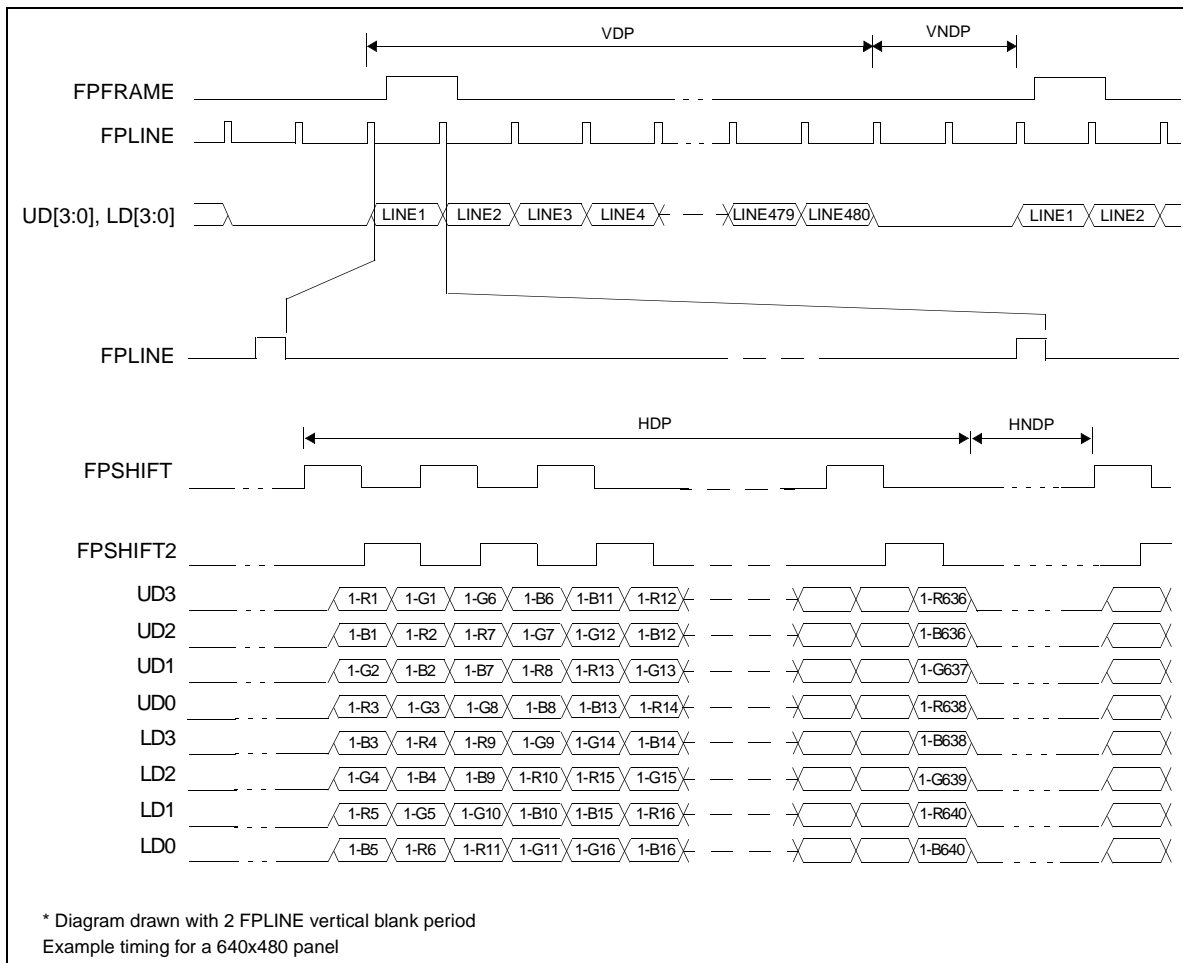 VDP VNDP
FPFRAME
FPLINE
UD[3:0], LD[3:0] LINE1 LINE2 LINE3 LINE4 LINE479 LINE480 LINE1 LINE2
FPLINE
HDP HNDP
FPSHIFT
FPSHIFT2
UD3 1-R1 1-G1 1-G6 1-B6 1-B11 1-R12 1-R636
UD2 1-B1 1-R2 1-R7 1-G7 1-G12 1-B12 1-B636
UD1 1-G2 1-B2 1-B7 1-R8 1-R13 1-G13 1-G637
UD0 1-R3 1-G3 1-G8 1-B8 1-B13 1-R14 1-R638
LD3 1-B3 1-R4 1-R9 1-G9 1-G14 1-B14 1-B638
LD2 1-G4 1-B4 1-B9 1-R10 1-R15 1-G15 1-G639
LD1 1-R5 1-G5 1-G10 1-B10 1-B15 1-R16 1-R640
LD0 1-B5 1-R6 1-R11 1-G11 1-G16 1-B16 1-B640
* Diagram drawn with 2 FPLINE vertical blank period
Example timing for a 640x480 panel